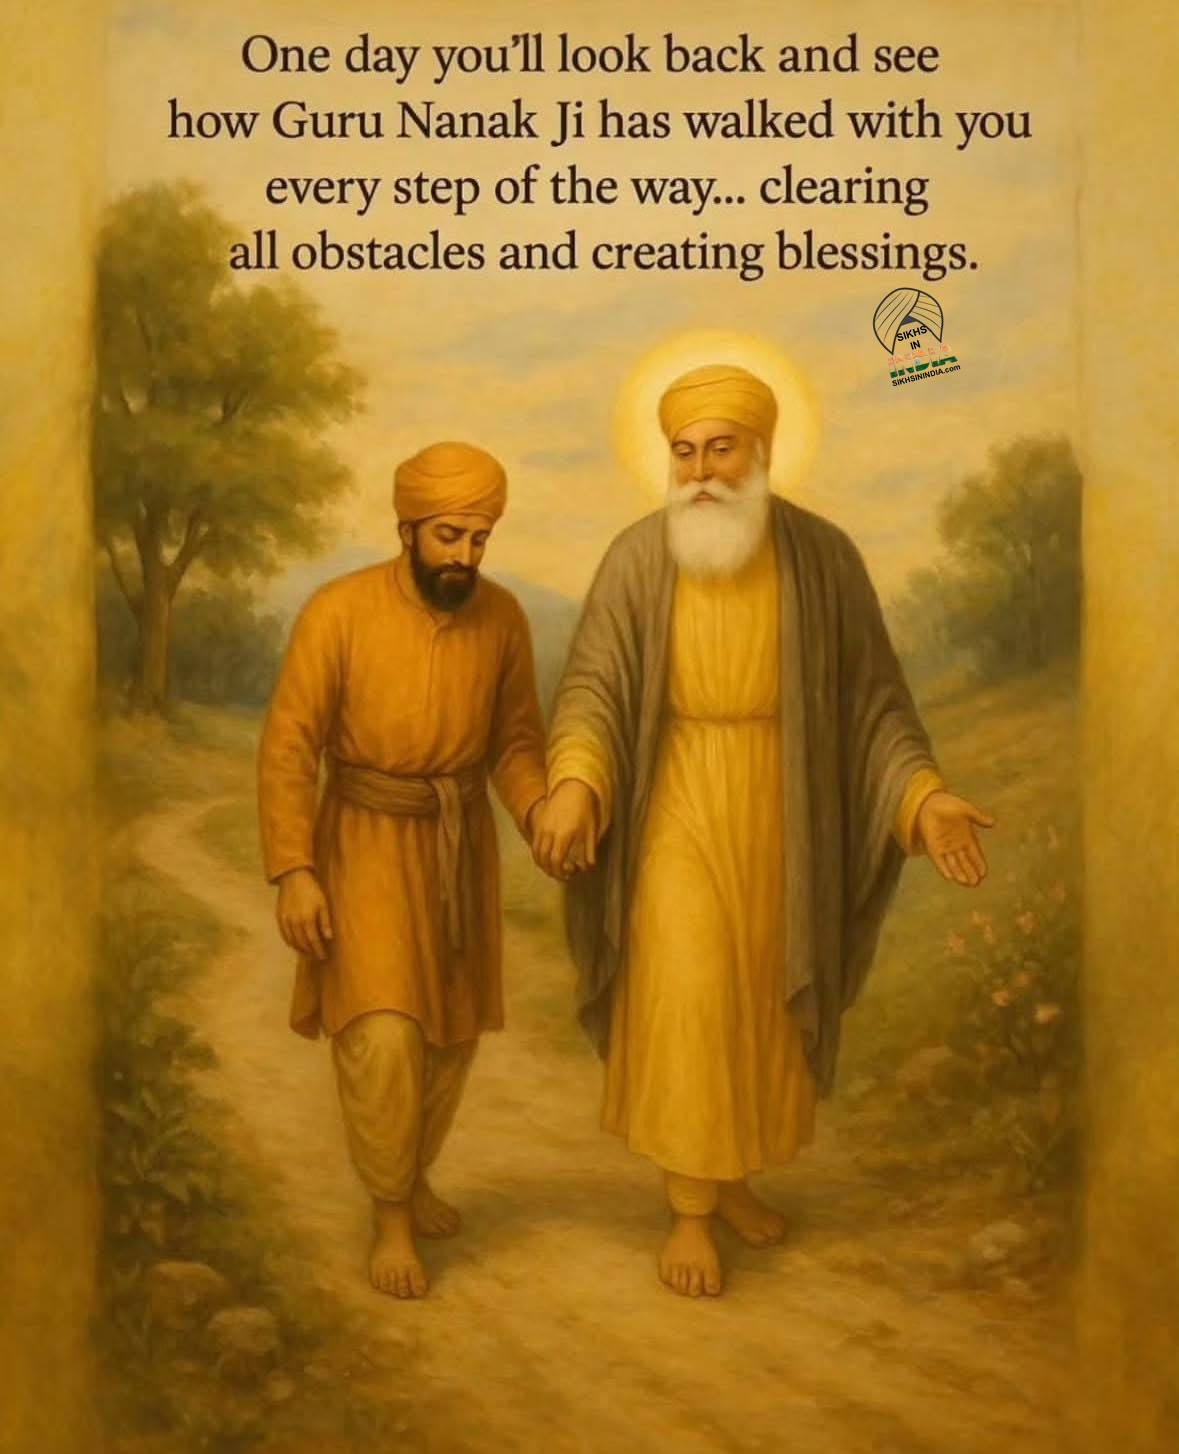 One day you’ll look back and see
how Guru Nanak Ji has walked with you
every step of the way... clearing
all obstacles and creating blessings.
SIKHS
IN
INDIA
SIKHSININDIA.com